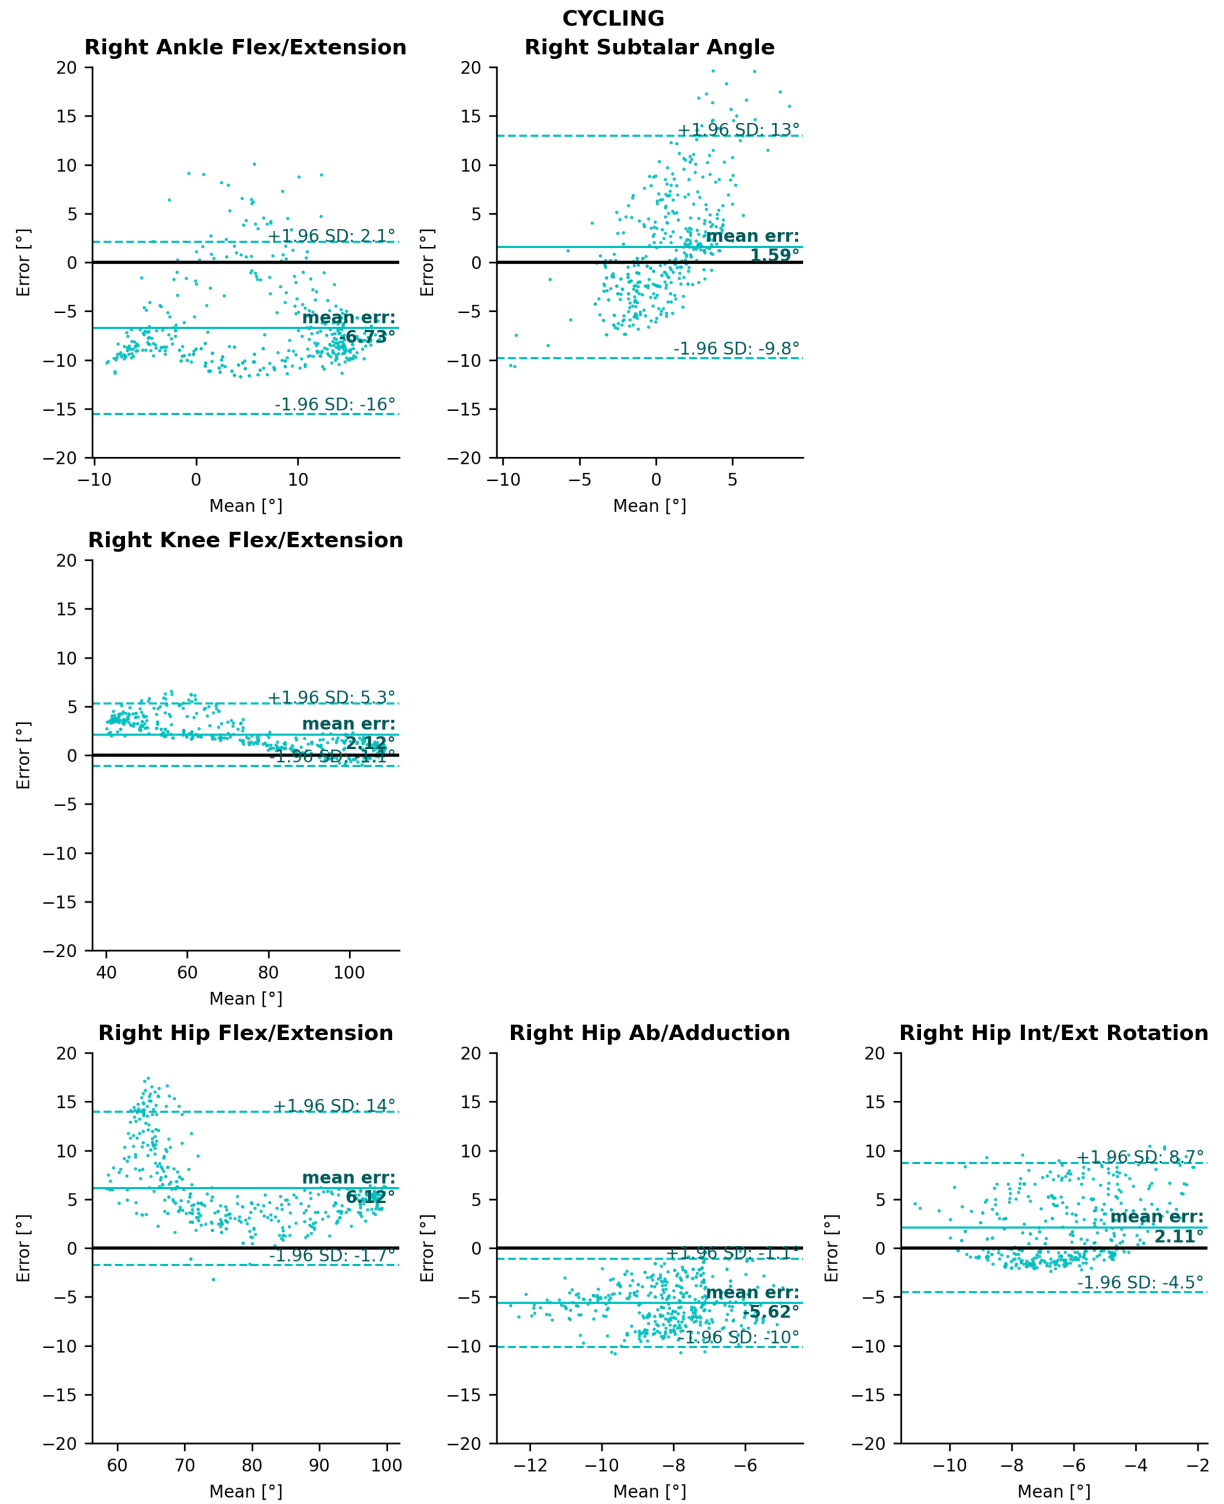 CYCLING
Right Ankle Flex/Extension
20
15
10
5
0
−5
−10
−15
−20
Error [°]
+1.96 SD: 2.1°
mean err:
-6.73°
-1.96 SD: -16°
−10 0 10
Mean [°]
Right Subtalar Angle
20
15
10
5
0
−5
−10
−15
−20
Error [°]
+1.96 SD: 13°
mean err:
1.59°
-1.96 SD: -9.8°
−10 −5 0 5
Mean [°]
Right Knee Flex/Extension
20
15
10
5
0
−5
−10
−15
−20
Error [°]
+1.96 SD: 5.3°
mean err:
2.12°
-1.96 SD: -1.1°
40 60 80 100
Mean [°]
Right Hip Flex/Extension
20
15
10
5
0
−5
−10
−15
−20
Error [°]
+1.96 SD: 14°
mean err:
6.12°
-1.96 SD: -1.7°
60 70 80 90 100
Mean [°]
Right Hip Ab/Adduction
20
15
10
5
0
−5
−10
−15
−20
Error [°]
+1.96 SD: -1.1°
mean err:
-5.62°
-1.96 SD: -10°
−12 −10 −8 −6
Mean [°]
Right Hip Int/Ext Rotation
20
15
10
5
0
−5
−10
−15
−20
Error [°]
+1.96 SD: 8.7°
mean err:
2.11°
-1.96 SD: -4.5°
−10 −8 −6 −4 −2
Mean [°]